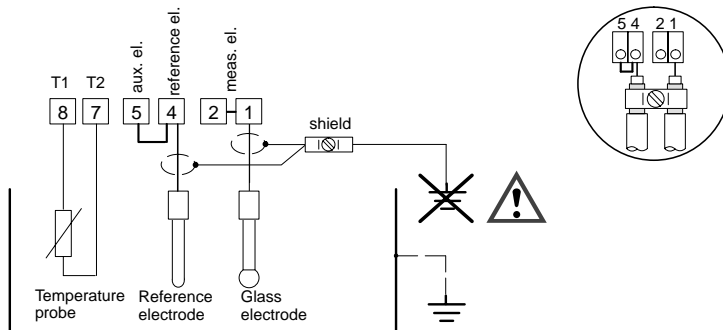 aux. el.
reference el.
meas. el.
T1 T2
8 7 5 4 2 1
shield
5 4 2 1
Temperature
probe
Reference
electrode
Glass
electrode